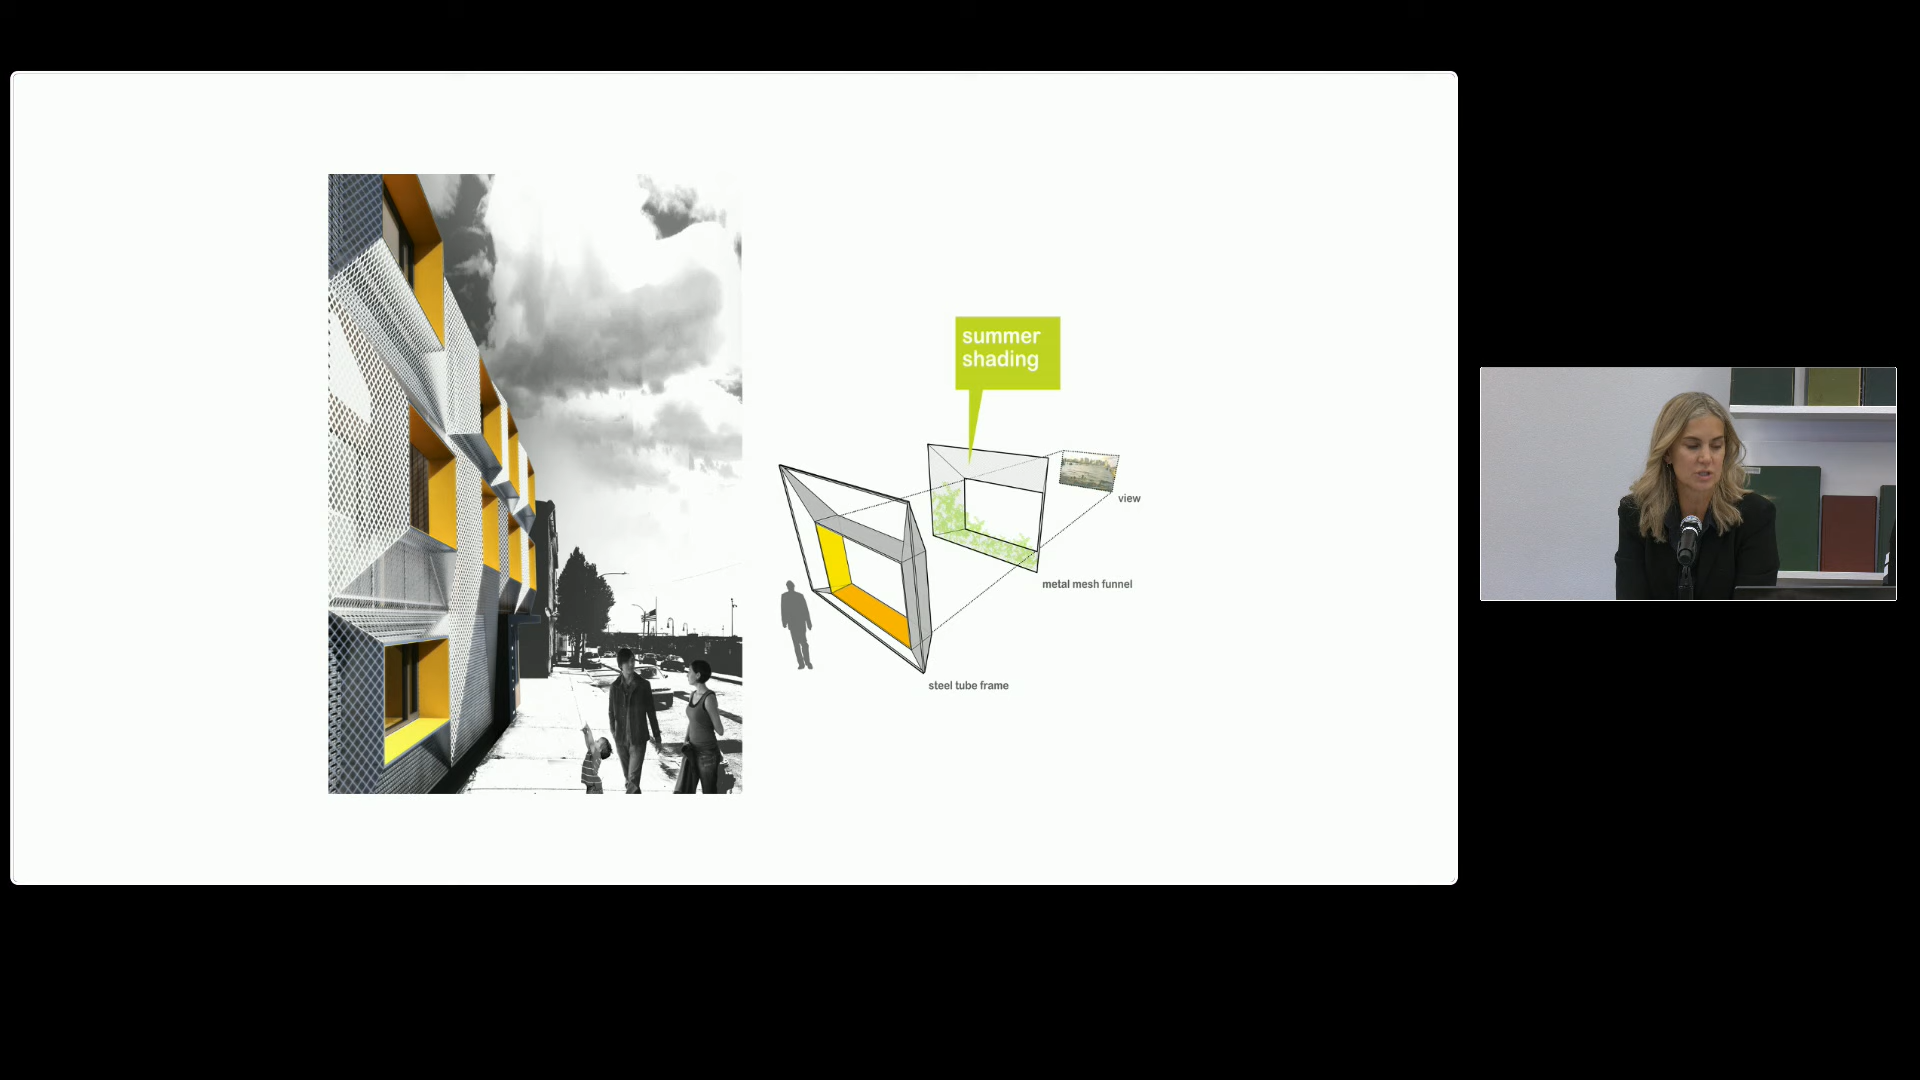 summer
shading
view
metal mesh funnel
steel tube frame